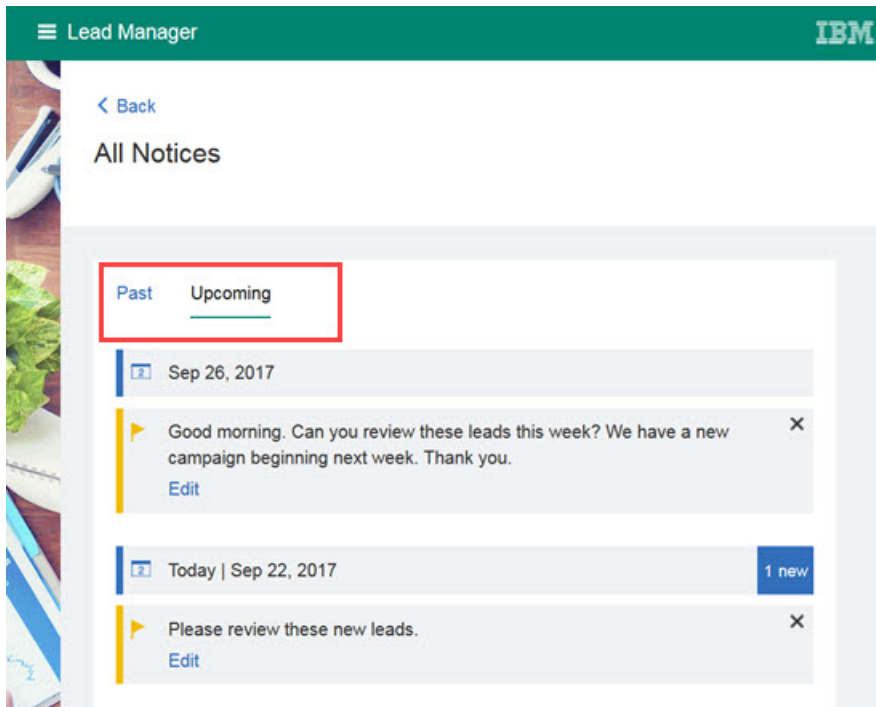 Lead Manager
IBM
Back
All Notices
Past Upcoming
Sep 26, 2017
Good morning. Can you review these leads this week? We have a new
campaign beginning next week. Thank you.
Edit
Today | Sep 22, 2017
1 new
Please review these new leads.
Edit